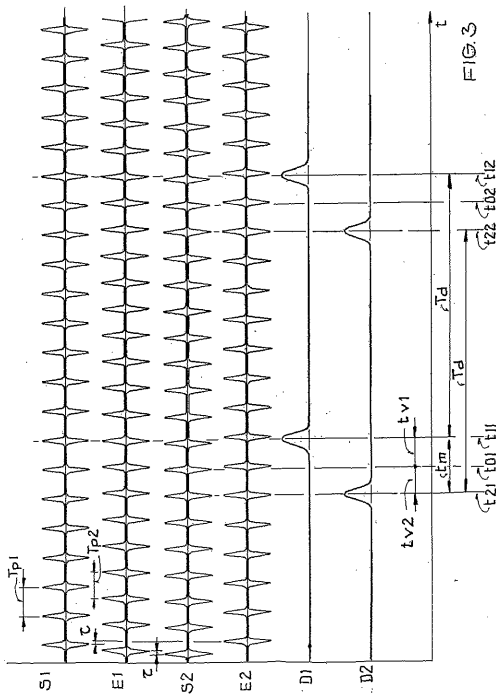 S1
E1
S2
E2
D1
D2
Tp1
Tp2
τ
τ
tv1
tv2
tm
Td
Td
t21
t01
t11
t22
t02
t12
t
FIG.3